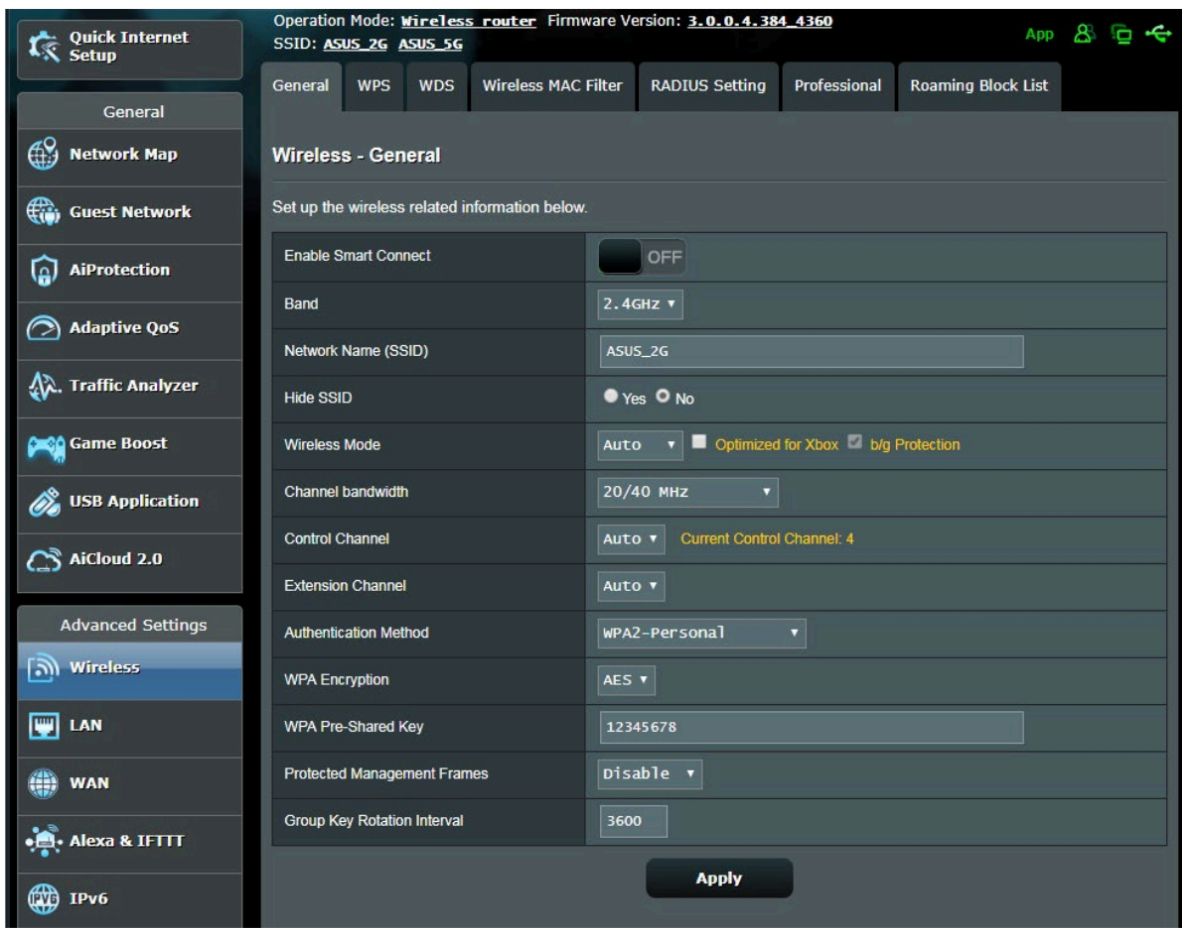 Quick Internet
Setup
Operation Mode: Wireless router Firmware Version: 3.0.0.4.384_4360
SSID: ASUS_2G ASUS_5G
App
General
WPS
WDS
Wireless MAC Filter
RADIUS Setting
Professional
Roaming Block List
General
Network Map
Guest Network
AiProtection
Adaptive QoS
Traffic Analyzer
Game Boost
USB Application
AiCloud 2.0
Advanced Settings
Wireless
LAN
WAN
Alexa & IFTTT
IPV6
IPv6
Wireless - General
Set up the wireless related information below.
Enable Smart Connect OFF
Band 2.4GHz
Network Name (SSID) ASUS_2G
Hide SSID Yes No
Wireless Mode Auto Optimized for Xbox b/g Protection
Channel bandwidth 20/40 MHz
Control Channel Auto Current Control Channel: 4
Extension Channel Auto
Authentication Method WPA2-Personal
WPA Encryption AES
WPA Pre-Shared Key 12345678
Protected Management Frames Disable
Group Key Rotation Interval 3600
Apply